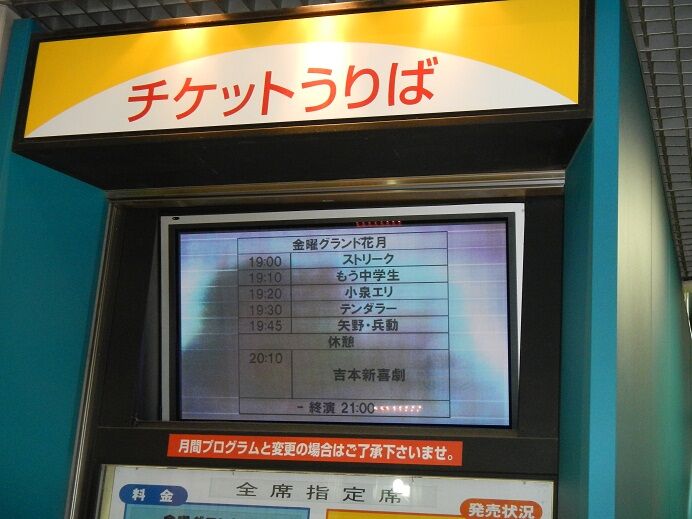 チケットうりば
金曜グランド花月
19:00 ストリーク
19:10 もう中学生
19:20 小泉エリ
19:30 テンダラー
19:45 矢野・兵動
休憩
20:10 吉本新喜劇
- 終演 21:00
月間プログラムと変更の場合はご了承下さいませ。
料金 全席指定席 発売状況